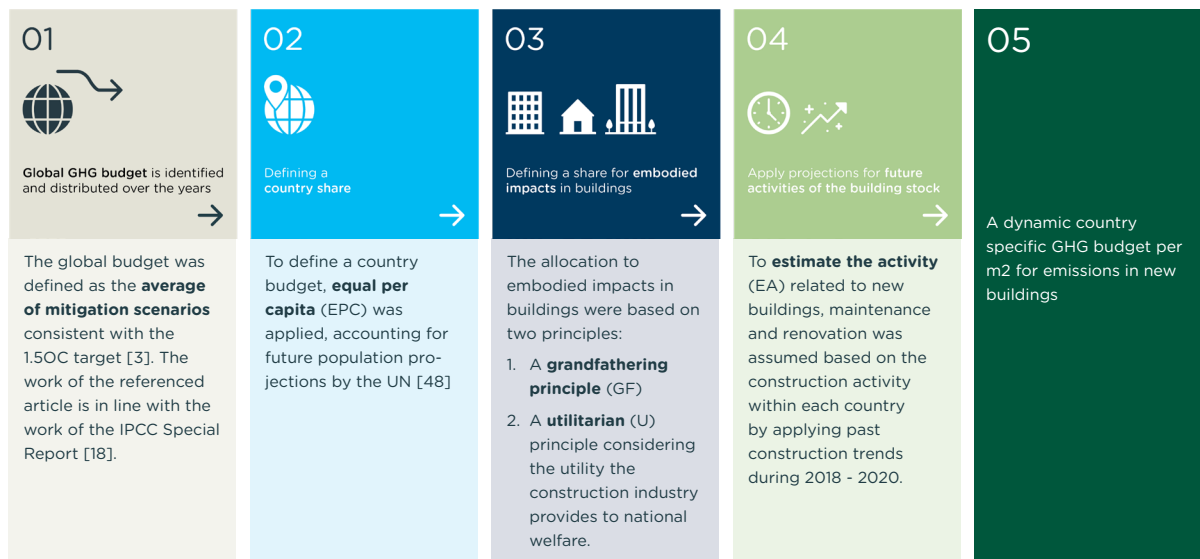 01
Global GHG budget is identified
and distributed over the years
The global budget was
defined as the average
of mitigation scenarios
consistent with the
1.5OC target [3]. The
work of the referenced
article is in line with the
work of the IPCC Special
Report [18].
02
Defining a
country share
To define a country
budget, equal per
capita (EPC) was
applied, accounting for
future population pro-
jections by the UN [48]
03
Defining a share for embodied
impacts in buildings
The allocation to
embodied impacts in
buildings were based on
two principles:
1. A grandfathering
principle (GF)
2. A utilitarian (U)
principle considering
the utility the
construction industry
provides to national
welfare.
04
Apply projections for future
activities of the building stock
To estimate the activity
(EA) related to new
buildings, maintenance
and renovation was
assumed based on the
construction activity
within each country
by applying past
construction trends
during 2018 - 2020.
05
A dynamic country
specific GHG budget per
m2 for emissions in new
buildings